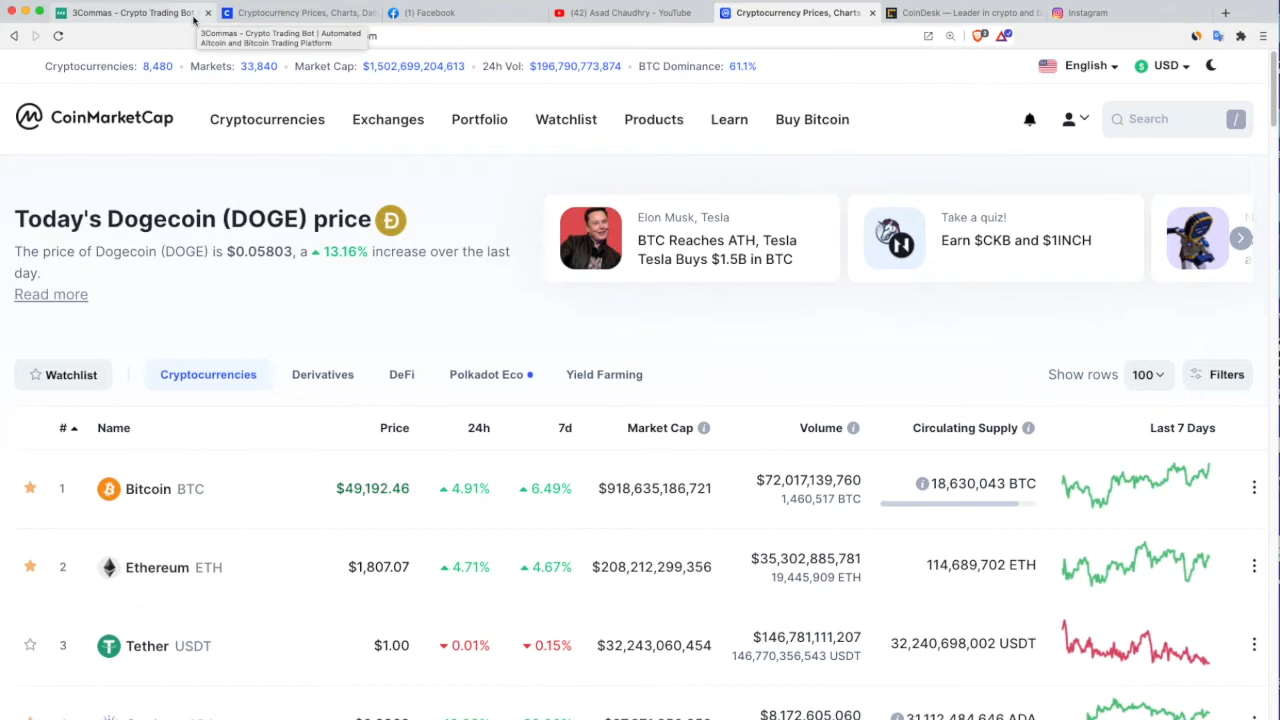 3Commas - Crypto Trading Bot
Cryptocurrency Prices, Charts, Dai
(1) Facebook
(42) Asad Chaudhry - YouTube
Cryptocurrency Prices, Charts
CoinDesk — Leader in crypto and b
Instagram
3Commas - Crypto Trading Bot | Automated
Altcoin and Bitcoin Trading Platform
Cryptocurrencies: 8,480 • Markets: 33,840 • Market Cap: $1,502,699,204,613 • 24h Vol: $196,790,773,874 • BTC Dominance: 61.1%
English
USD
CoinMarketCap
Cryptocurrencies
Exchanges
Portfolio
Watchlist
Products
Learn
Buy Bitcoin
Search
/
Today's Dogecoin (DOGE) price
The price of Dogecoin (DOGE) is $0.05803, a 13.16% increase over the last
day.
Read more
Elon Musk, Tesla
BTC Reaches ATH, Tesla
Tesla Buys $1.5B in BTC
Take a quiz!
Earn $CKB and $1INCH
Watchlist
Cryptocurrencies
Derivatives
DeFi
Polkadot Eco
Yield Farming
Show rows
100
Filters
# Name Price 24h 7d Market Cap Volume Circulating Supply Last 7 Days
1 Bitcoin BTC $49,192.46 4.91% 6.49% $918,635,186,721 $72,017,139,760 18,630,043 BTC
1,460,517 BTC
2 Ethereum ETH $1,807.07 4.71% 4.67% $208,212,299,356 $35,302,885,781 114,689,702 ETH
19,445,909 ETH
3 Tether USDT $1.00 0.01% 0.15% $32,243,060,454 $146,781,111,207 32,240,698,002 USDT
146,770,356,543 USDT
$8,172,605,060
31,112,484,646 ADA